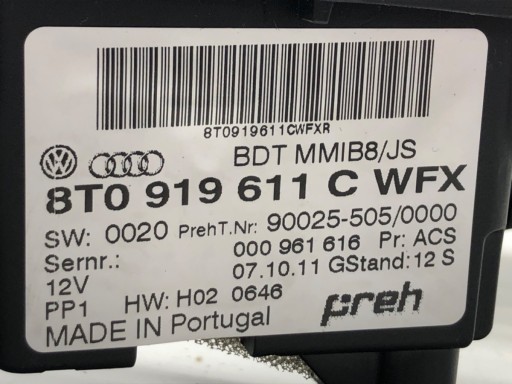 8T0919611CWFXR
BDT MMIB8/JS
8T0 919 611 C WFX
SW: 0020 PrehT.Nr: 90025-505/0000
Sernr.: 000 961 616 Pr: ACS
12V 07.10.11 GStand: 12 S
PP1 HW: H02 0646
MADE IN Portugal preh